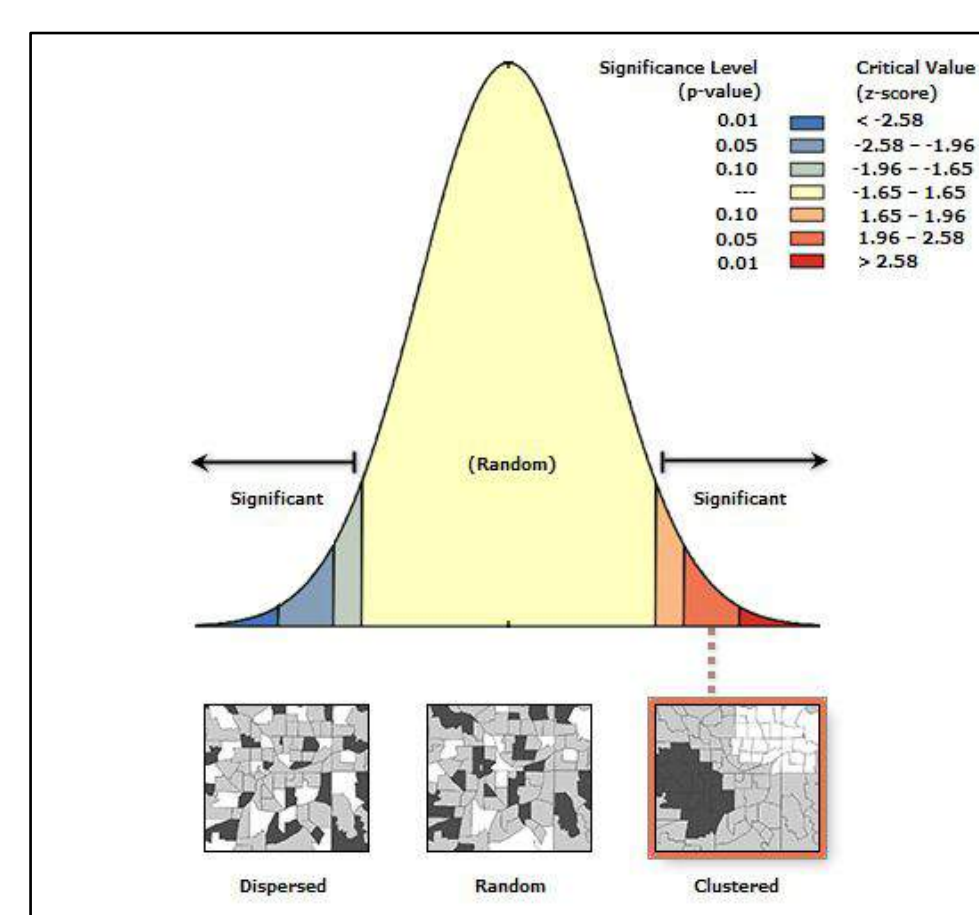 Significance Level Critical Value
(p-value) (z-score)
0.01 < -2.58
0.05 -2.58 – -1.96
0.10 -1.96 – -1.65
--- -1.65 – 1.65
0.10 1.65 – 1.96
0.05 1.96 – 2.58
0.01 > 2.58
(Random)
Significant Significant
Dispersed Random Clustered